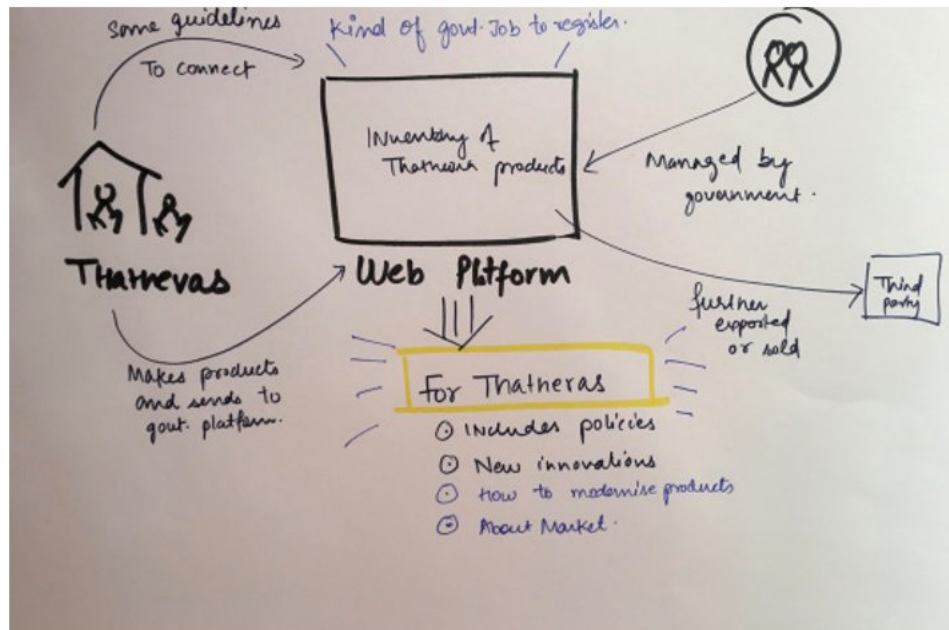 Some guidelines
To connect
Kind of govt. Job to register.
Inventory of
Thatheras products
Managed by
government.
Thatheras
Web Platform
Makes products
and sends to
govt. platform.
further
exported
or sold
Third
party
for Thatheras
Includes policies
New innovations
How to modernise products
About Market.